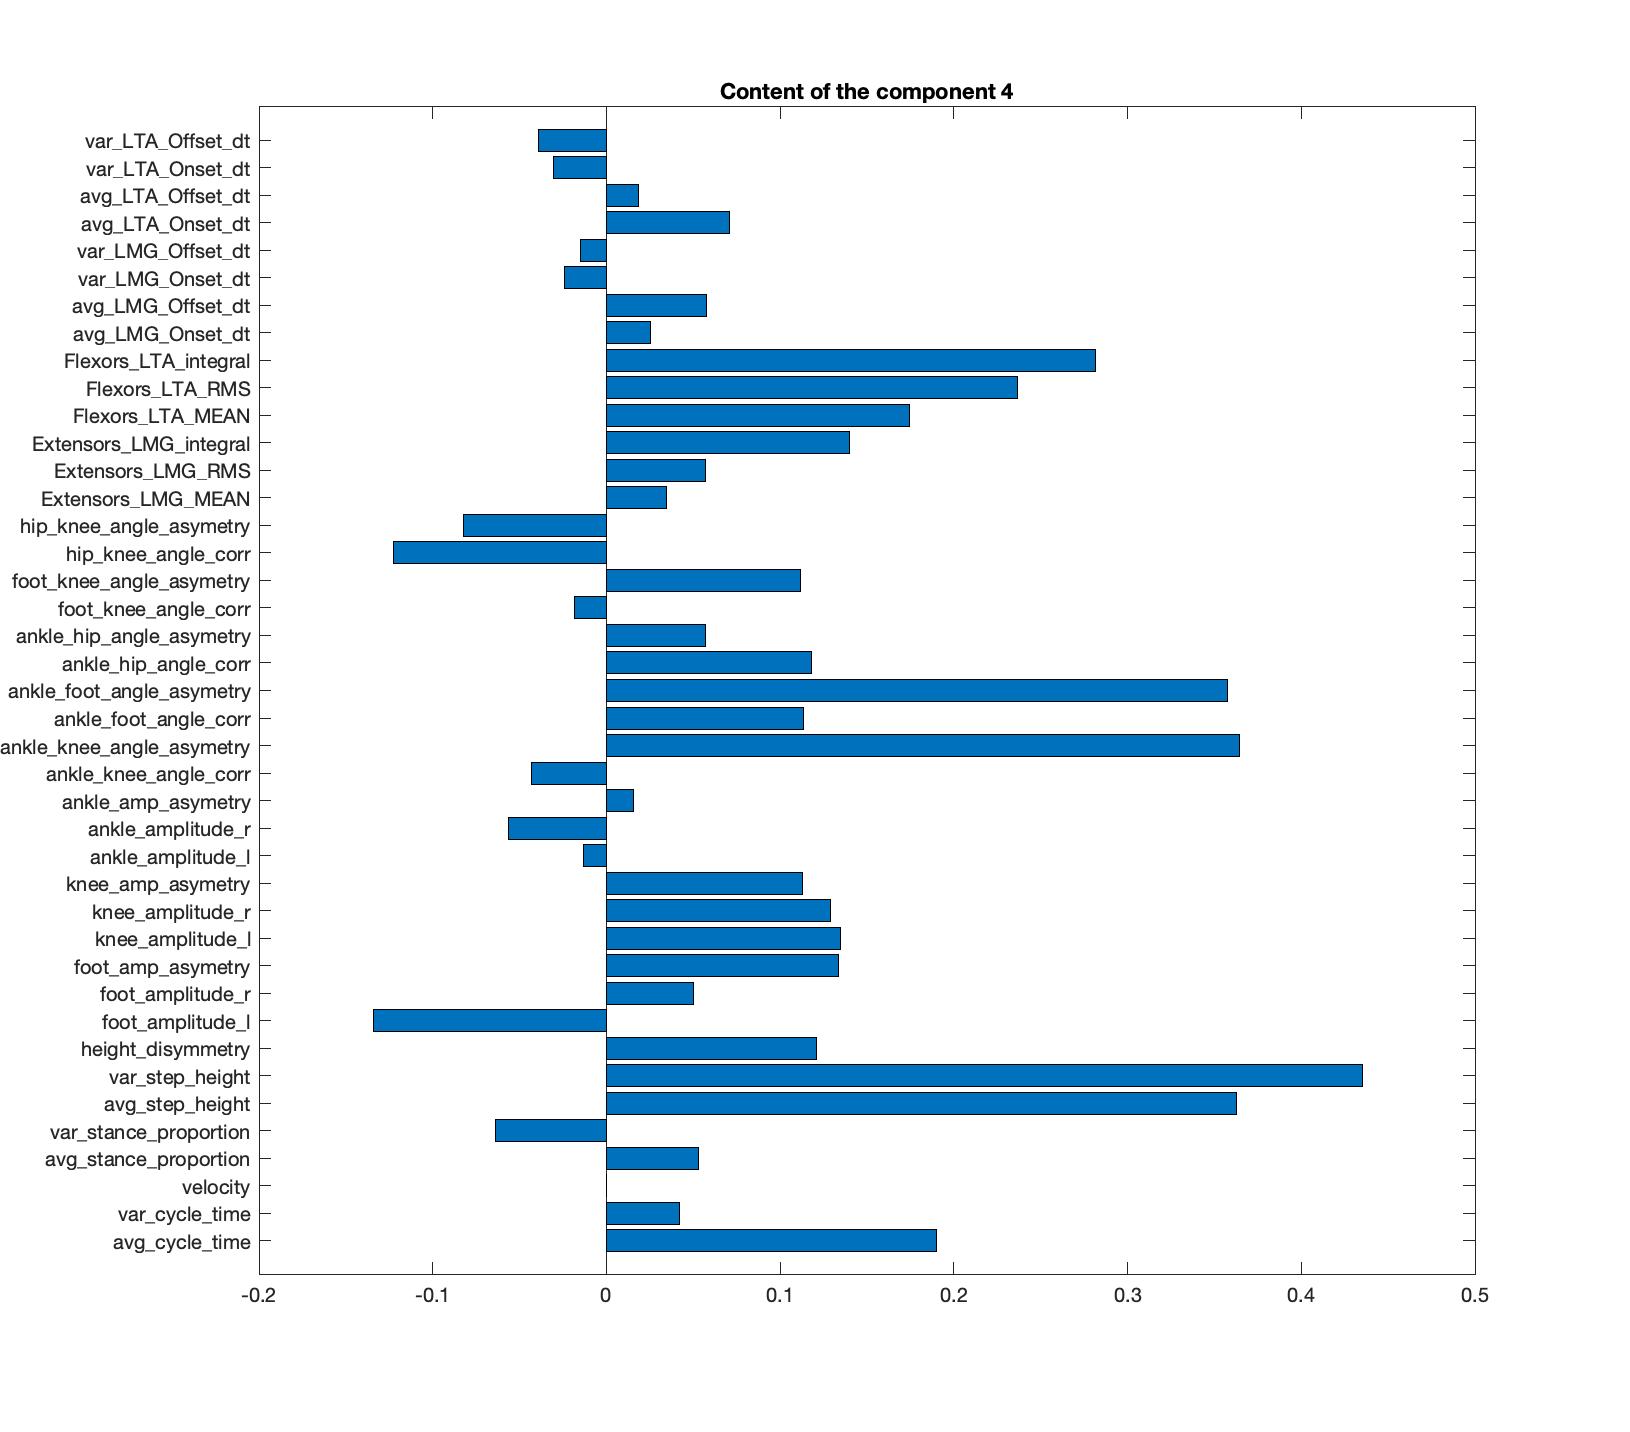 Content of the component 4
var_LTA_Offset_dt
var_LTA_Onset_dt
avg_LTA_Offset_dt
avg_LTA_Onset_dt
var_LMG_Offset_dt
var_LMG_Onset_dt
avg_LMG_Offset_dt
avg_LMG_Onset_dt
Flexors_LTA_integral
Flexors_LTA_RMS
Flexors_LTA_MEAN
Extensors_LMG_integral
Extensors_LMG_RMS
Extensors_LMG_MEAN
hip_knee_angle_asymetry
hip_knee_angle_corr
foot_knee_angle_asymetry
foot_knee_angle_corr
ankle_hip_angle_asymetry
ankle_hip_angle_corr
ankle_foot_angle_asymetry
ankle_foot_angle_corr
ankle_knee_angle_asymetry
ankle_knee_angle_corr
ankle_amp_asymetry
ankle_amplitude_r
ankle_amplitude_l
knee_amp_asymetry
knee_amplitude_r
knee_amplitude_l
foot_amp_asymetry
foot_amplitude_r
foot_amplitude_l
height_disymmetry
var_step_height
avg_step_height
var_stance_proportion
avg_stance_proportion
velocity
var_cycle_time
avg_cycle_time
-0.2 -0.1 0 0.1 0.2 0.3 0.4 0.5